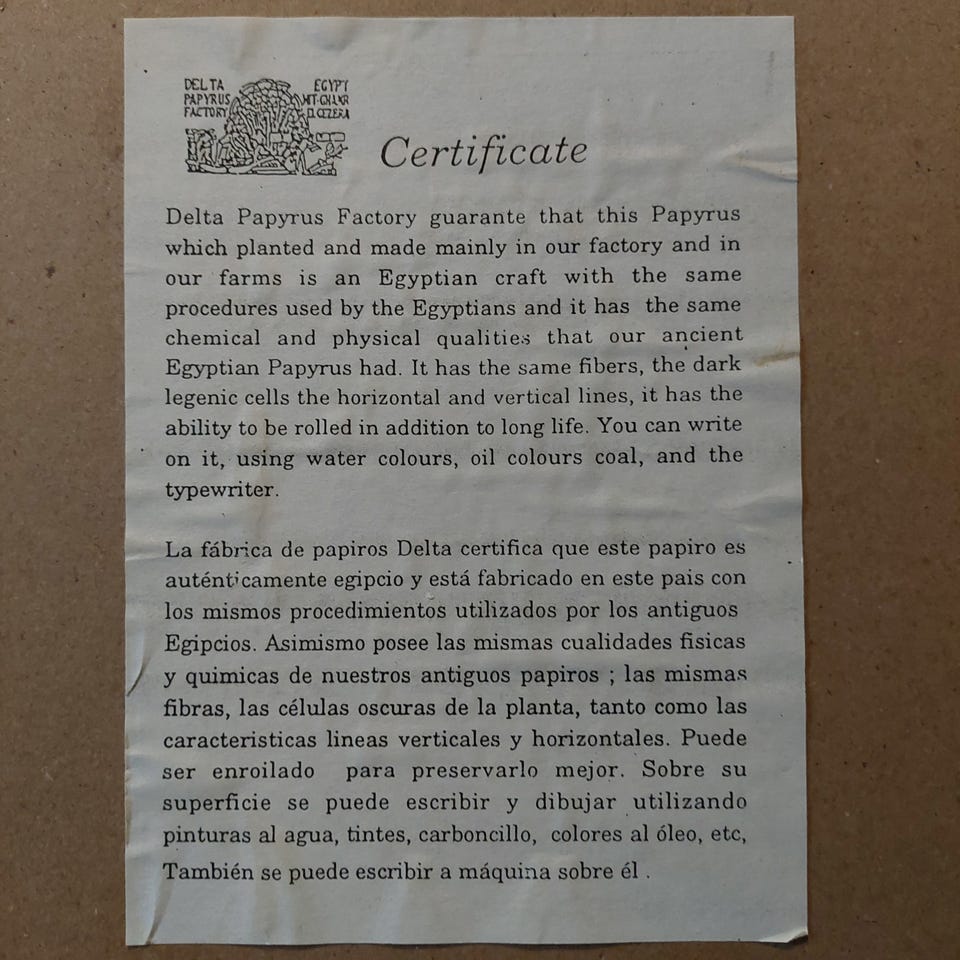 DELTA
PAPYRUS
FACTORY
EGYPT
Certificate
Delta Papyrus Factory guarante that this Papyrus
which planted and made mainly in our factory and in
our farms is an Egyptian craft with the same
procedures used by the Egyptians and it has the same
chemical and physical qualities that our ancient
Egyptian Papyrus had. It has the same fibers, the dark
legenic cells the horizontal and vertical lines, it has the
ability to be rolled in addition to long life. You can write
on it, using water colours, oil colours coal, and the
typewriter.
La fábrica de papiros Delta certifica que este papiro es
auténticamente egipcio y está fabricado en este pais con
los mismos procedimientos utilizados por los antiguos
Egipcios. Asimismo posee las mismas cualidades fisicas
y quimicas de nuestros antiguos papiros ; las mismas
fibras, las células oscuras de la planta, tanto como las
caracteristicas lineas verticales y horizontales. Puede
ser enroilado para preservarlo mejor. Sobre su
superficie se puede escribir y dibujar utilizando
pinturas al agua, tintes, carboncillo, colores al óleo, etc,
También se puede escribir a máquina sobre él .